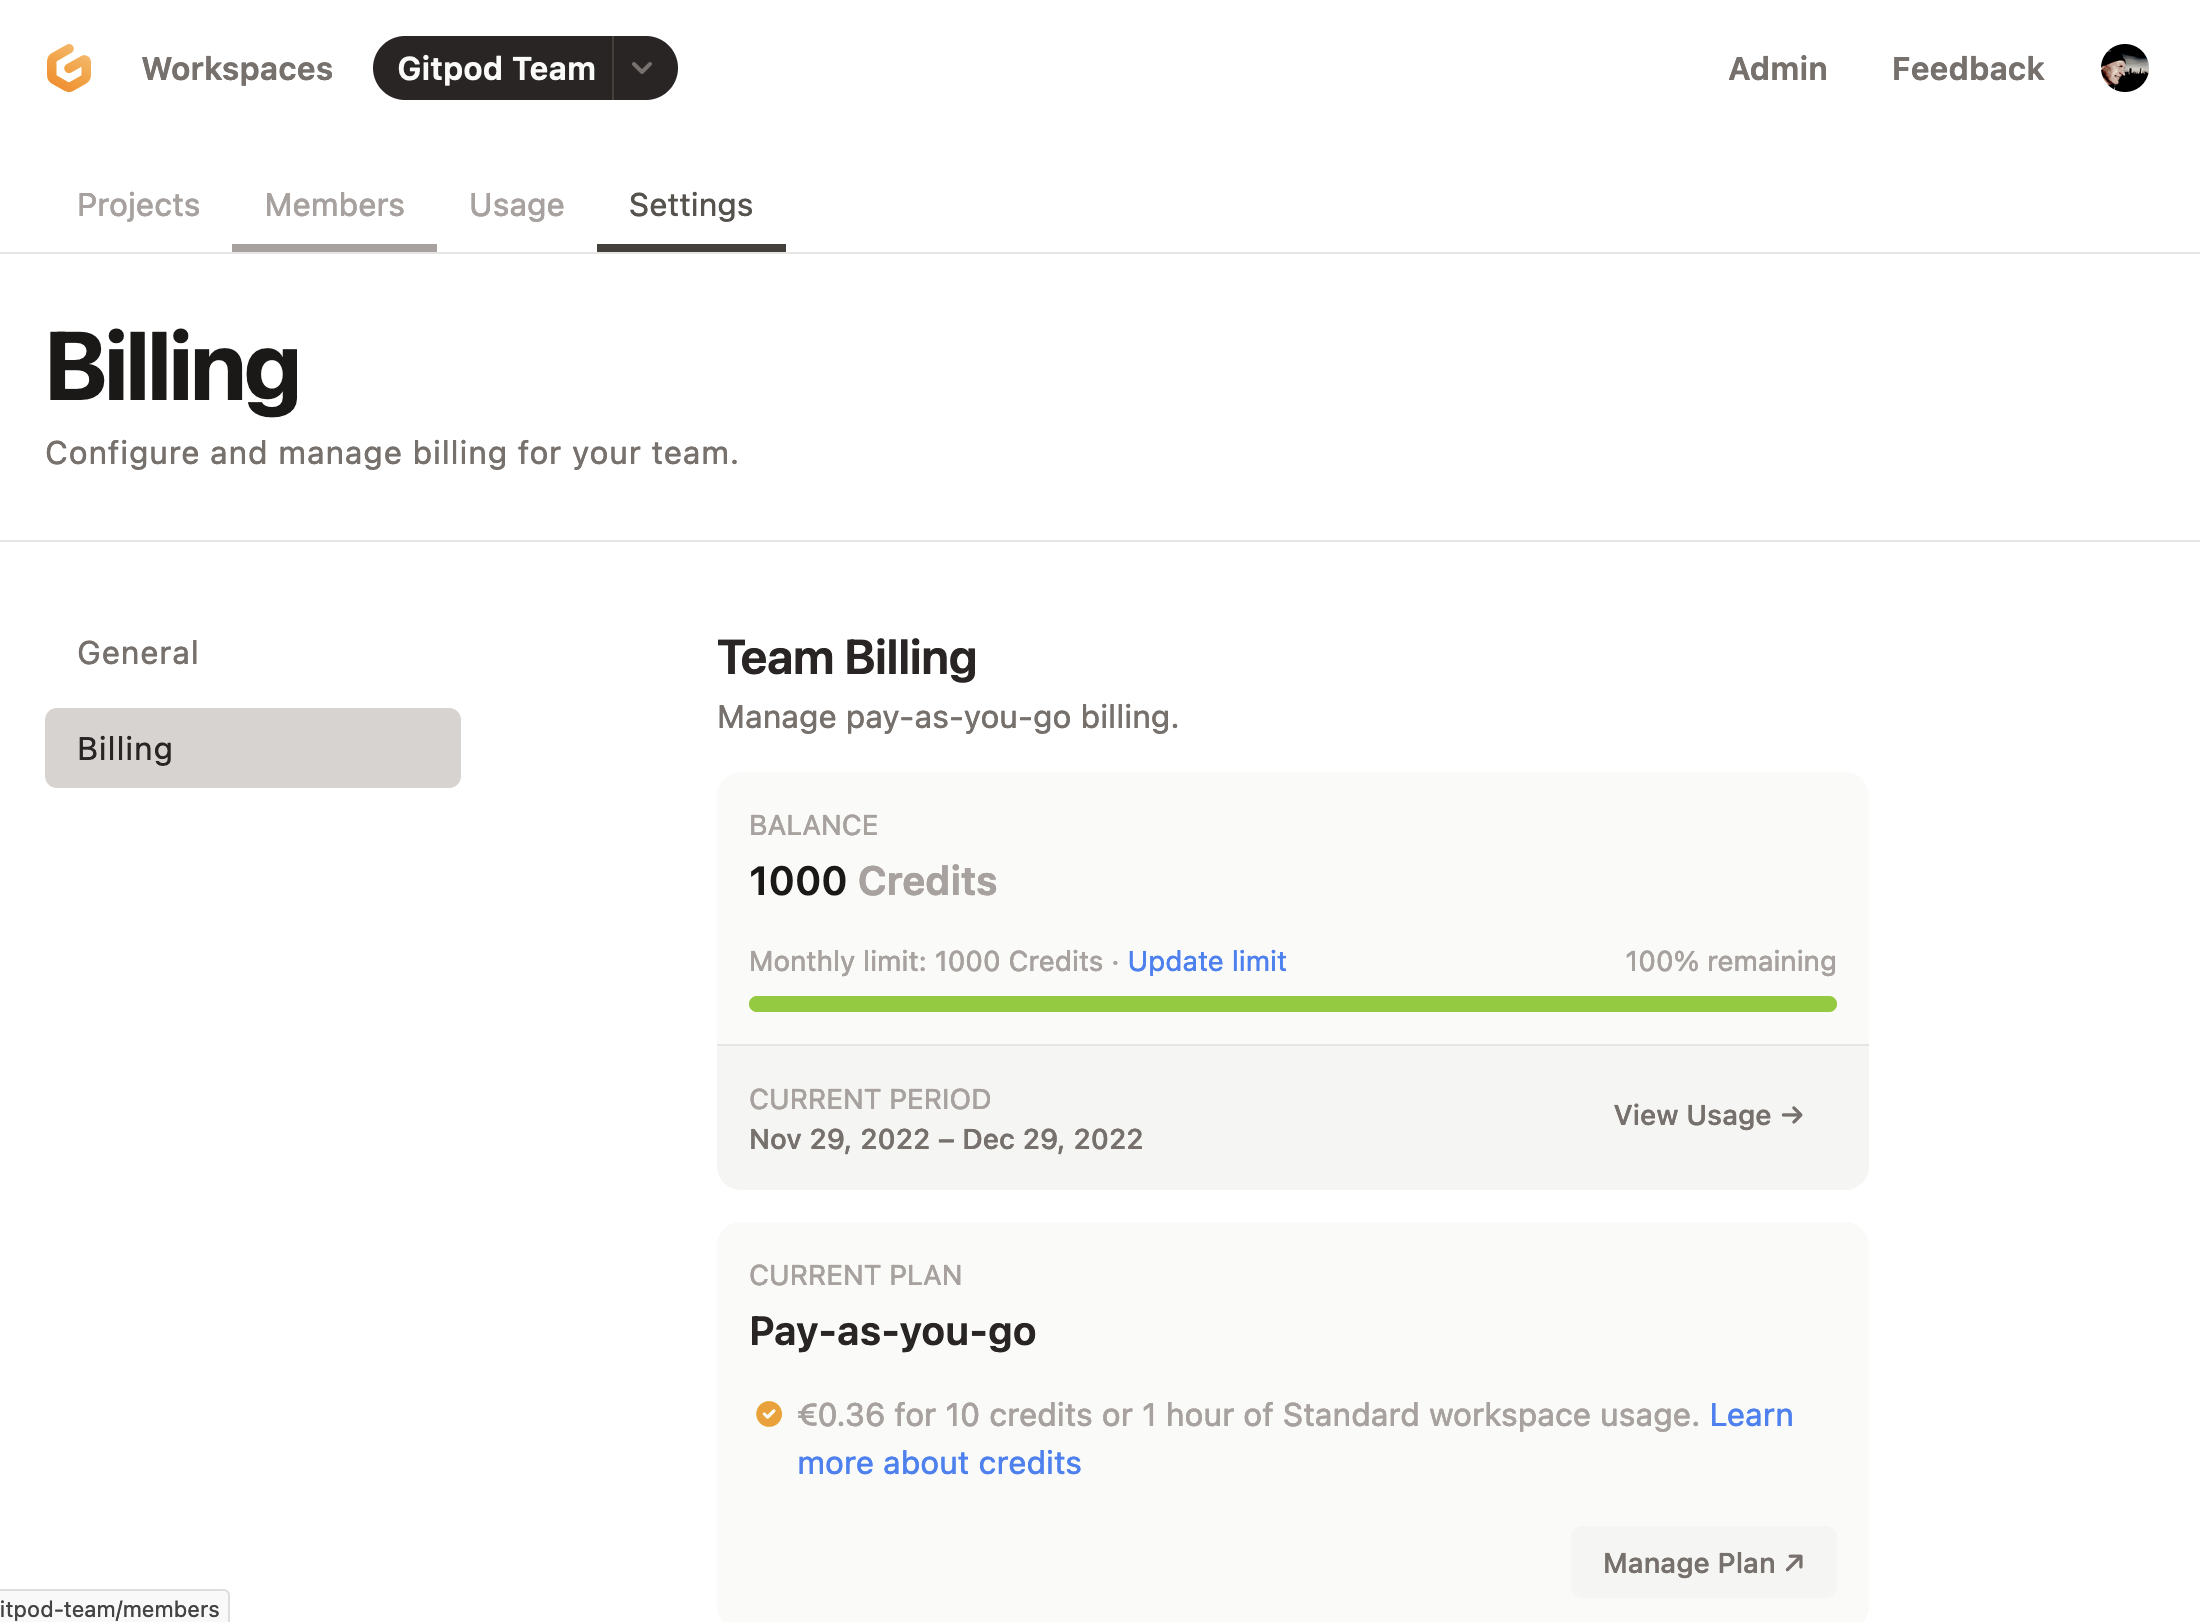 Workspaces
Gitpod Team
Admin
Feedback
Projects
Members
Usage
Settings
Billing
Configure and manage billing for your team.
General
Billing
Team Billing
Manage pay-as-you-go billing.
BALANCE
1000 Credits
Monthly limit: 1000 Credits · Update limit
100% remaining
CURRENT PERIOD
Nov 29, 2022 – Dec 29, 2022
View Usage →
CURRENT PLAN
Pay-as-you-go
€0.36 for 10 credits or 1 hour of Standard workspace usage. Learn
more about credits
Manage Plan ↗
itpod-team/members